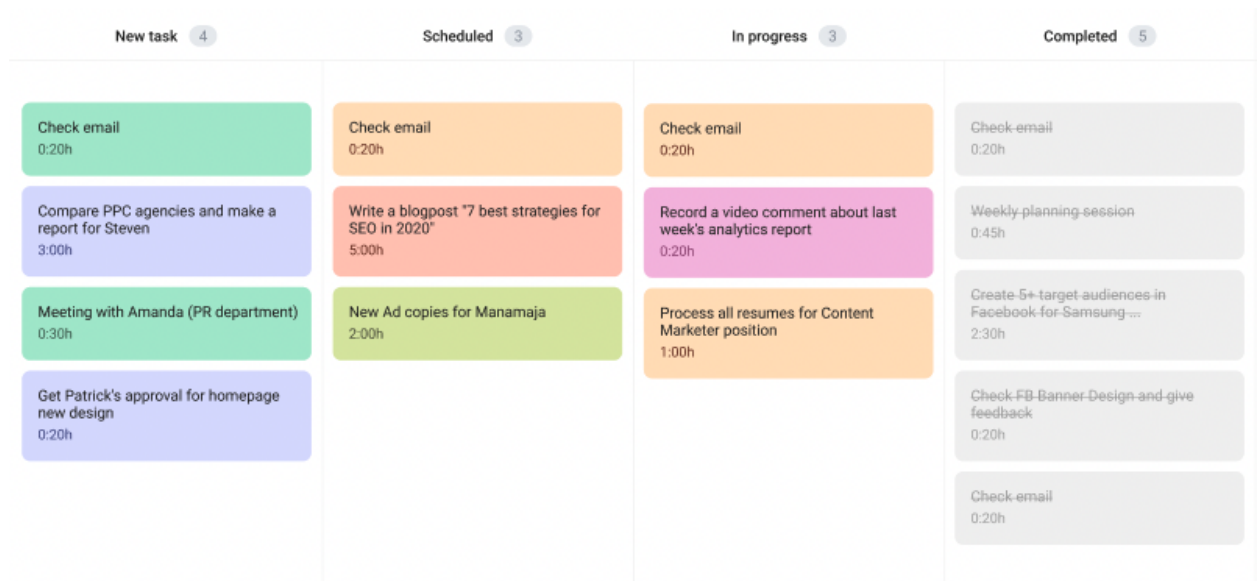 New task 4
Check email
0:20h
Compare PPC agencies and make a
report for Steven
3:00h
Meeting with Amanda (PR department)
0:30h
Get Patrick's approval for homepage
new design
0:20h
Scheduled 3
Check email
0:20h
Write a blogpost "7 best strategies for
SEO in 2020"
5:00h
New Ad copies for Manamaja
2:00h
In progress 3
Check email
0:20h
Record a video comment about last
week's analytics report
0:20h
Process all resumes for Content
Marketer position
1:00h
Completed 5
Check email
0:20h
Weekly planning session
0:45h
Create 5+ target audiences in
Facebook for Samsung ...
2:30h
Check FB Banner Design and give
feedback
0:20h
Check email
0:20h